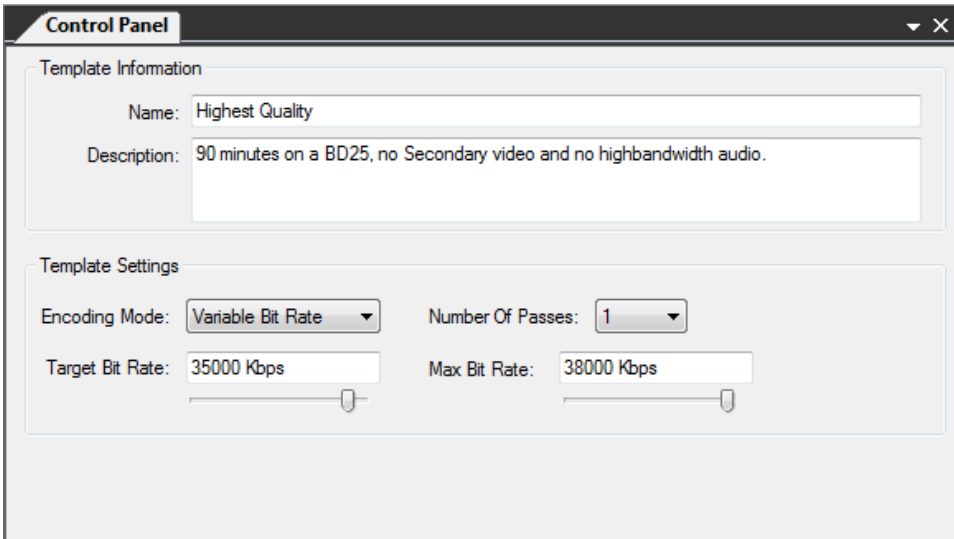 Control Panel
Template Information
Name: Highest Quality
Description: 90 minutes on a BD25, no Secondary video and no highbandwidth audio.
Template Settings
Encoding Mode: Variable Bit Rate Number Of Passes: 1
Target Bit Rate: 35000 Kbps Max Bit Rate: 38000 Kbps